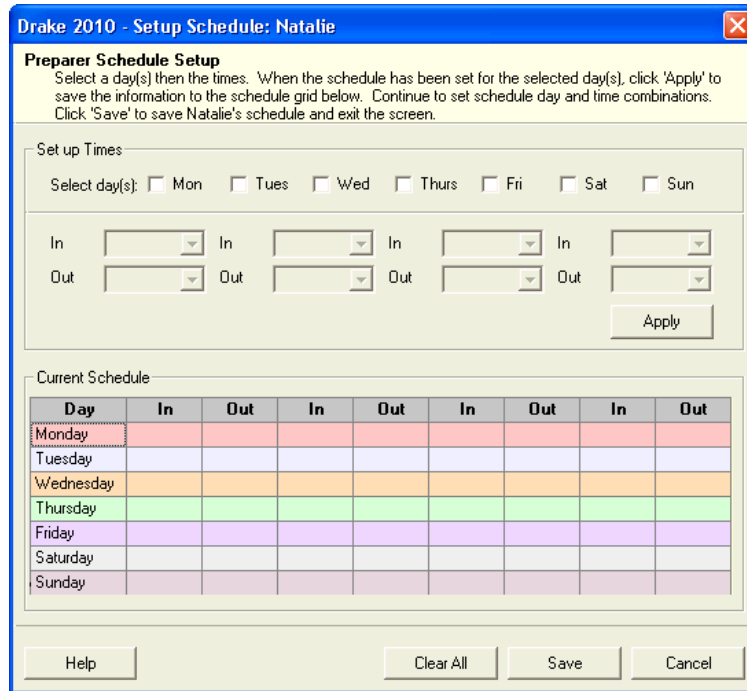 Drake 2010 - Setup Schedule: Natalie
Preparer Schedule Setup
Select a day(s) then the times. When the schedule has been set for the selected day(s), click 'Apply' to
save the information to the schedule grid below. Continue to set schedule day and time combinations.
Click 'Save' to save Natalie's schedule and exit the screen.
Set up Times
Select day(s): Mon Tues Wed Thurs Fri Sat Sun
In In In In
Out Out Out Out
Apply
Current Schedule
Day In Out In Out In Out In Out
Monday
Tuesday
Wednesday
Thursday
Friday
Saturday
Sunday
Help Clear All Save Cancel